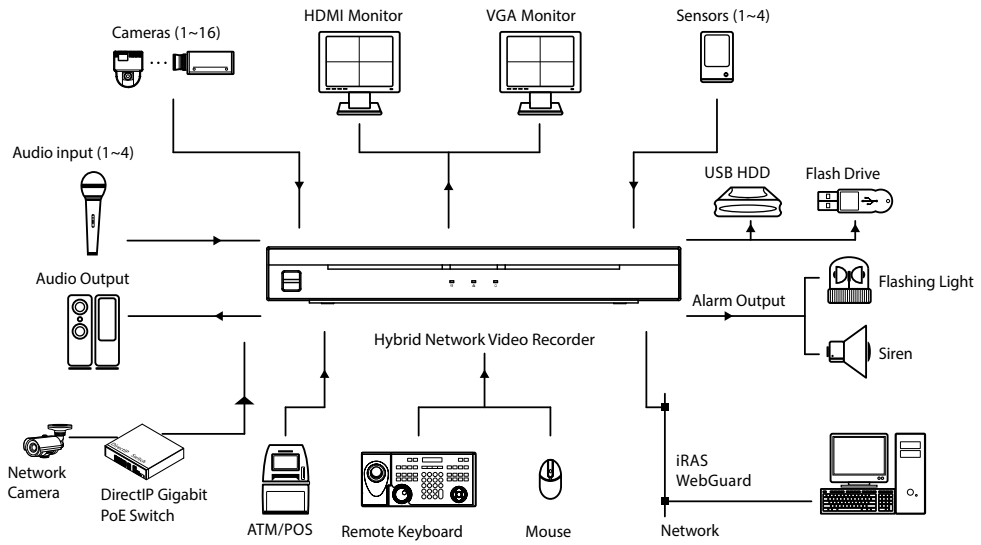 HDMI Monitor
VGA Monitor
Sensors (1~4)
Cameras (1~16)
Audio input (1~4)
USB HDD
Flash Drive
Audio Output
Flashing Light
Alarm Output
Hybrid Network Video Recorder
Siren
Network
Camera
DirectIP Gigabit
PoE Switch
iRAS
WebGuard
ATM/POS
Remote Keyboard
Mouse
Network